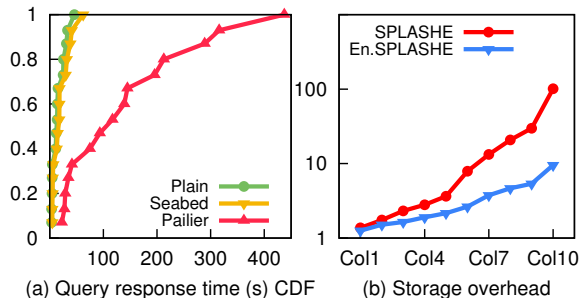 1
0.8
0.6
0.4
0.2
0
100 200 300 400
Plain
Seabed
Pailier
(a) Query response time (s) CDF
SPLASHE
En.SPLASHE
100
10
1
Col1 Col4 Col7 Col10
(b) Storage overhead